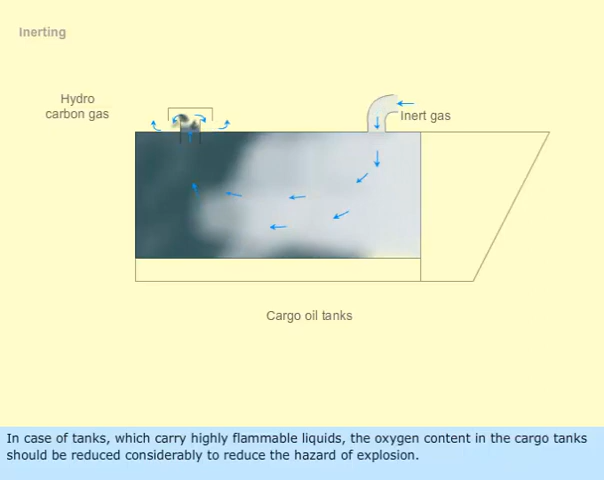 Inerting
Hydro
carbon gas
Inert gas
Cargo oil tanks
In case of tanks, which carry highly flammable liquids, the oxygen content in the cargo tanks
should be reduced considerably to reduce the hazard of explosion.